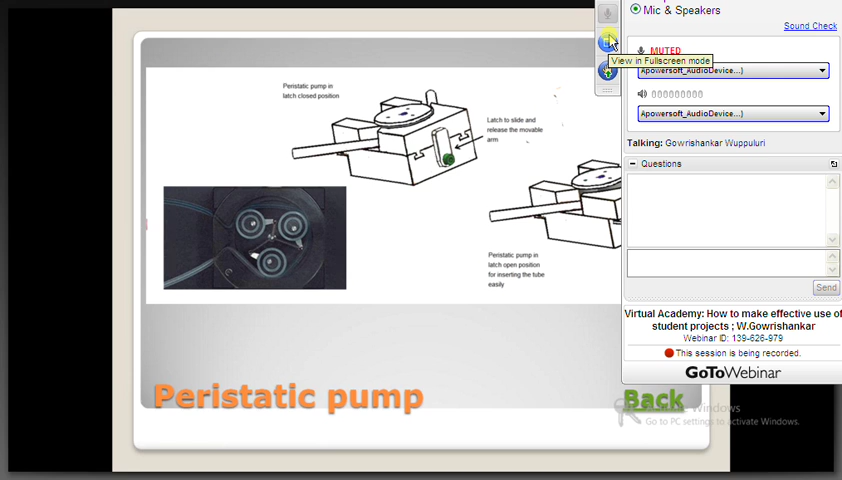 Mic & Speakers
Sound Check
MUTED
View in Fullscreen mode
Apowersoft_AudioDevice...)
Apowersoft_AudioDevice...)
Talking: Gowrishankar Wuppuluri
Questions
Send
Virtual Academy: How to make effective use of
student projects ; W.Gowrishankar
Webinar ID: 139-626-979
This session is being recorded.
GoToWebinar
Peristatic pump in
latch closed position
Latch to slide and
release the movable
arm
Peristatic pump in
latch open position
for inserting the tube
easily
Peristatic pump
Back
Windows
Go to PC settings to activate Windows.